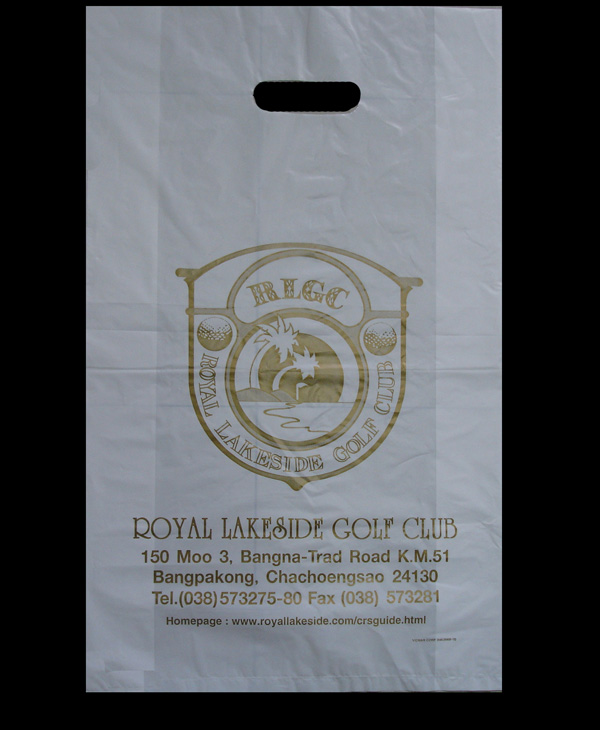 RLGC
ROYAL LAKESIDE GOLF CLUB
ROYAL LAKESIDE GOLF CLUB
150 Moo 3, Bangna-Trad Road K.M.51
Bangpakong, Chachoengsao 24130
Tel.(038)573275-80 Fax (038) 573281
Homepage : www.royallakeside.com/crsguide.html